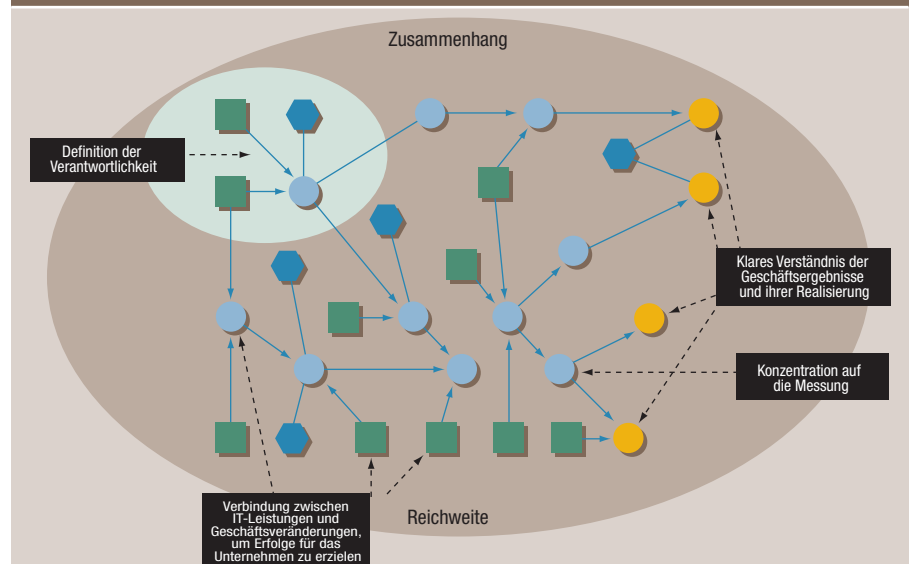 Zusammenhang
Definition der
Verantwortlichkeit
Klares Verständnis der
Geschäftsergebnisse
und ihrer Realisierung
Konzentration auf
die Messung
Verbindung zwischen
IT-Leistungen und
Geschäftsveränderungen,
um Erfolge für das
Unternehmen zu erzielen
Reichweite